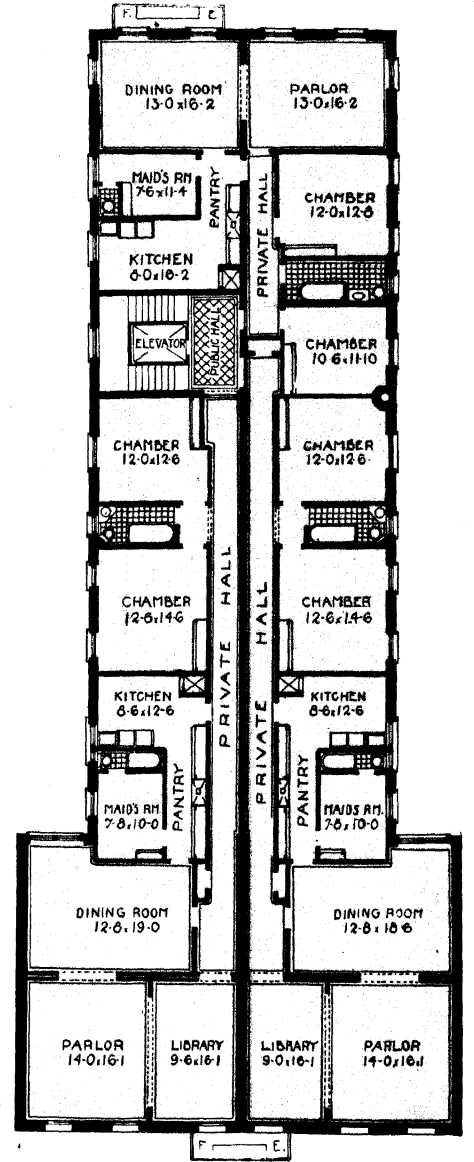 F. E.
DINING ROOM
13-0x16-2
PARLOR
13-0x16-2
MAID'S RM
7-6x11-4
PANTRY
PRIVATE HALL
CHAMBER
12-0x12-8
KITCHEN
8-0x16-2
ELEVATOR
PUBLIC HALL
CHAMBER
10-6x11-10
CHAMBER
12-0x12-6
CHAMBER
12-0x12-6
CHAMBER
12-8x14-6
PRIVATE HALL
PRIVATE HALL
CHAMBER
12-6x14-6
KITCHEN
8-6x12-6
KITCHEN
8-6x12-6
MAID'S RM.
7-8x10-0
PANTRY
PANTRY
MAID'S RM.
7-8x10-0
DINING ROOM
12-8x19-0
DINING ROOM
12-8x18-6
PARLOR
14-0x16-1
LIBRARY
9-6x16-1
LIBRARY
9-0x16-1
PARLOR
14-0x16-1
F. E.